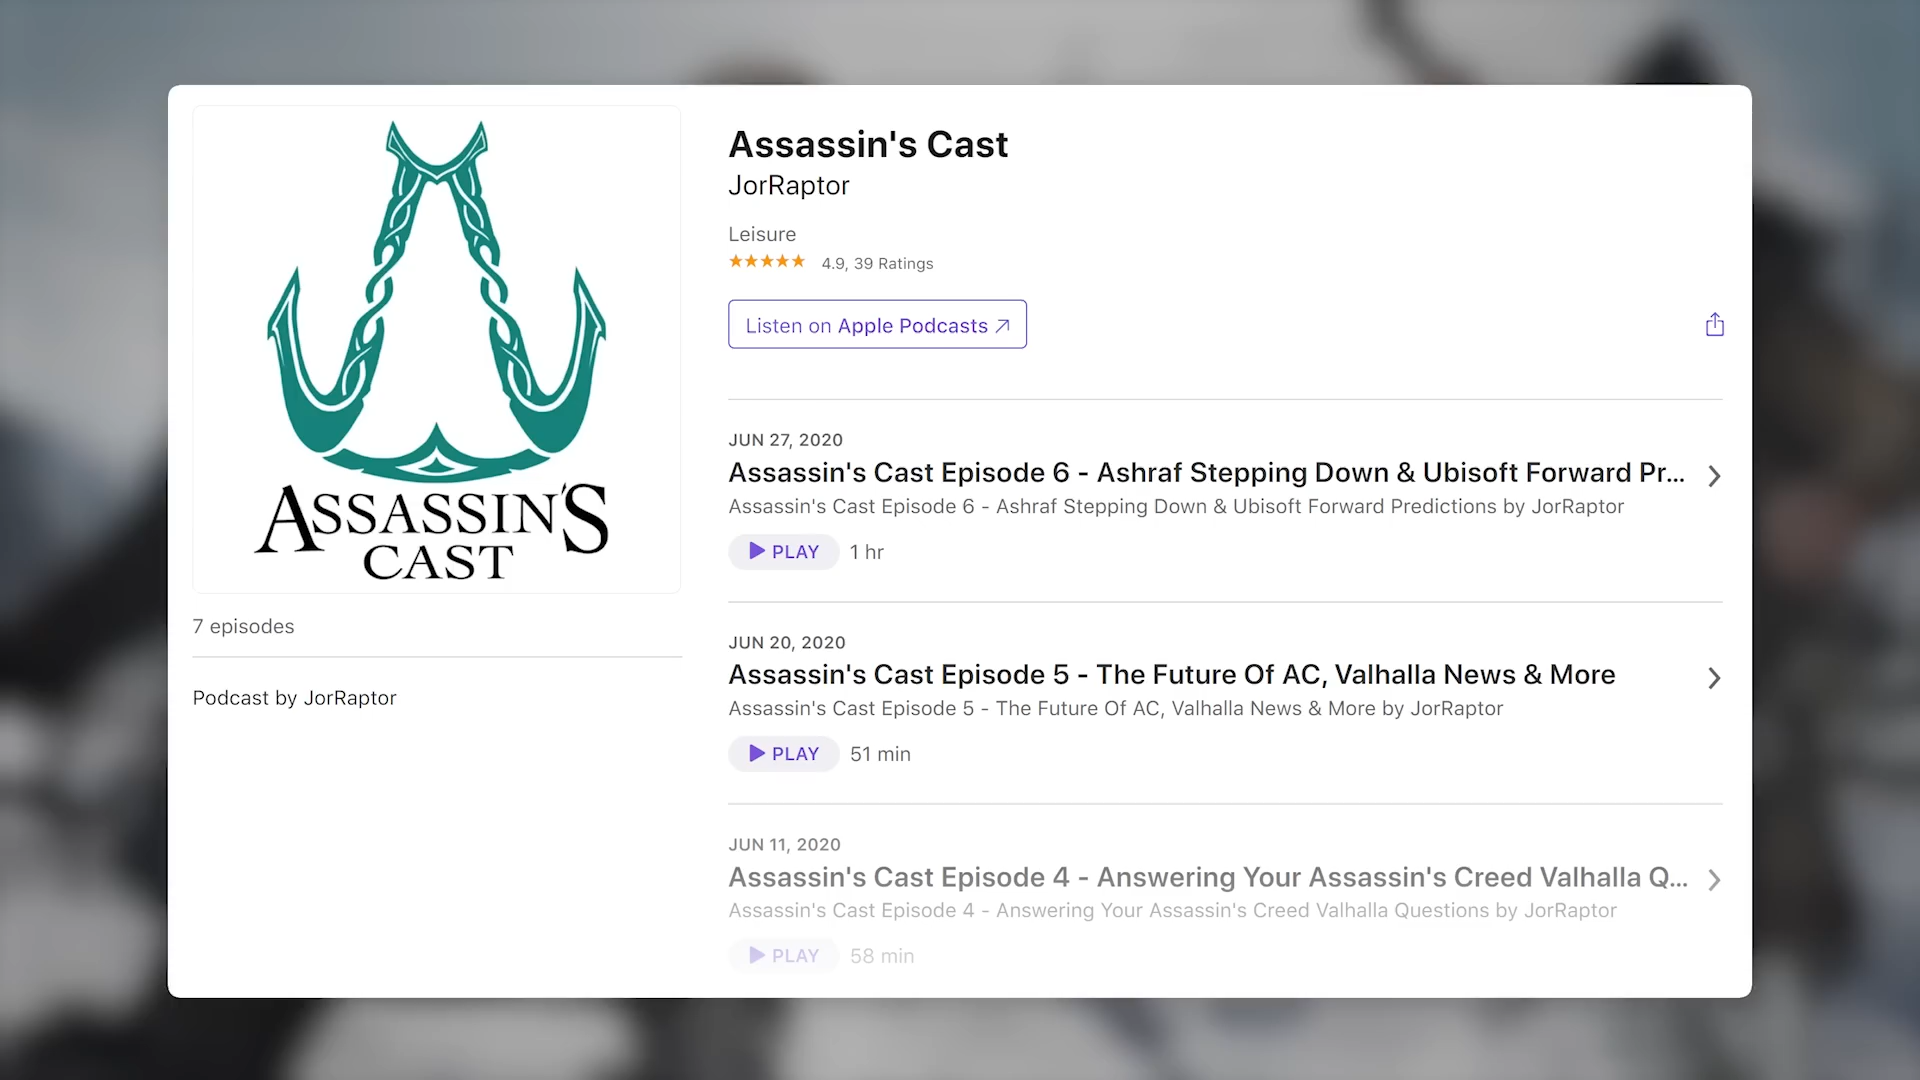 ASSASSIN'S
CAST
7 episodes
Podcast by JorRaptor
Assassin's Cast
JorRaptor
Leisure
4.9, 39 Ratings
Listen on Apple Podcasts
JUN 27, 2020
Assassin's Cast Episode 6 - Ashraf Stepping Down & Ubisoft Forward Pr...
Assassin's Cast Episode 6 - Ashraf Stepping Down & Ubisoft Forward Predictions by JorRaptor
PLAY 1 hr
JUN 20, 2020
Assassin's Cast Episode 5 - The Future Of AC, Valhalla News & More
Assassin's Cast Episode 5 - The Future Of AC, Valhalla News & More by JorRaptor
PLAY 51 min
JUN 11, 2020
Assassin's Cast Episode 4 - Answering Your Assassin's Creed Valhalla Q...
Assassin's Cast Episode 4 - Answering Your Assassin's Creed Valhalla Questions by JorRaptor
PLAY 58 min